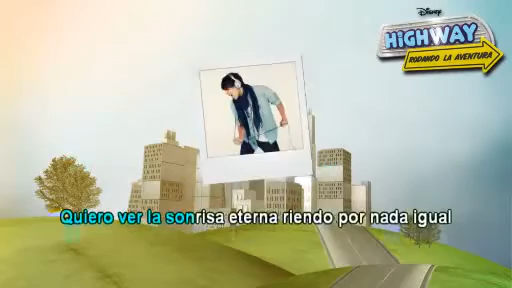 Disney
HiGHWAY
RODANDO LA AVENTURA
Quiero ver la sonrisa eterna riendo por nada igual